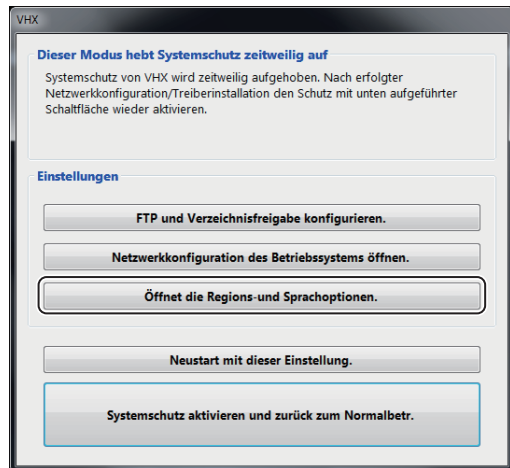 VHX
Dieser Modus hebt Systemschutz zeitweilig auf
Systemschutz von VHX wird zeitweilig aufgehoben. Nach erfolgter
Netzwerkkonfiguration/Treiberinstallation den Schutz mit unten aufgeführter
Schaltfläche wieder aktivieren.
Einstellungen
FTP und Verzeichnisfreigabe konfigurieren.
Netzwerkkonfiguration des Betriebssystems öffnen.
Öffnet die Regions-und Sprachoptionen.
Neustart mit dieser Einstellung.
Systemschutz aktivieren und zurück zum Normalbetr.